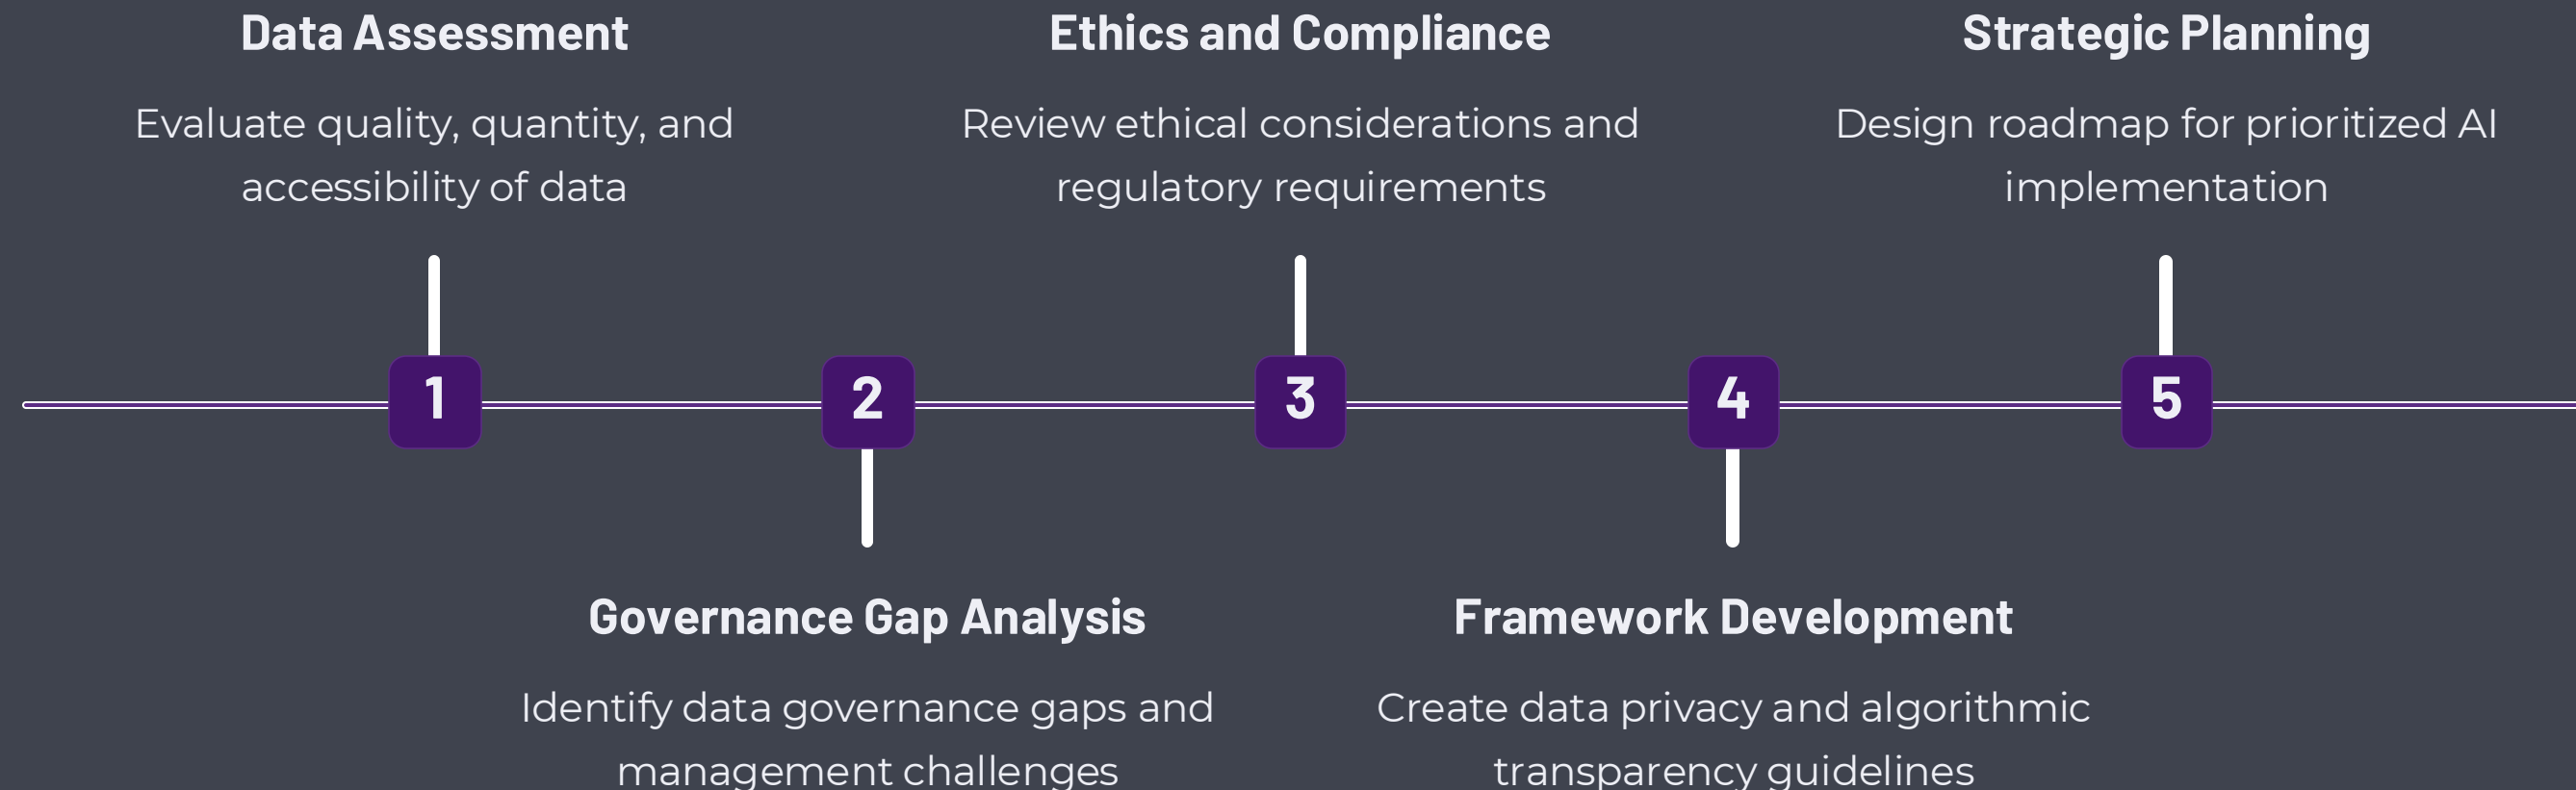 Data Assessment
Evaluate quality, quantity, and
accessibility of data
1
2
Governance Gap Analysis
Identify data governance gaps and
management challenges
Ethics and Compliance
Review ethical considerations and
regulatory requirements
3
4
Framework Development
Create data privacy and algorithmic
transparency guidelines
Strategic Planning
Design roadmap for prioritized AI
implementation
5